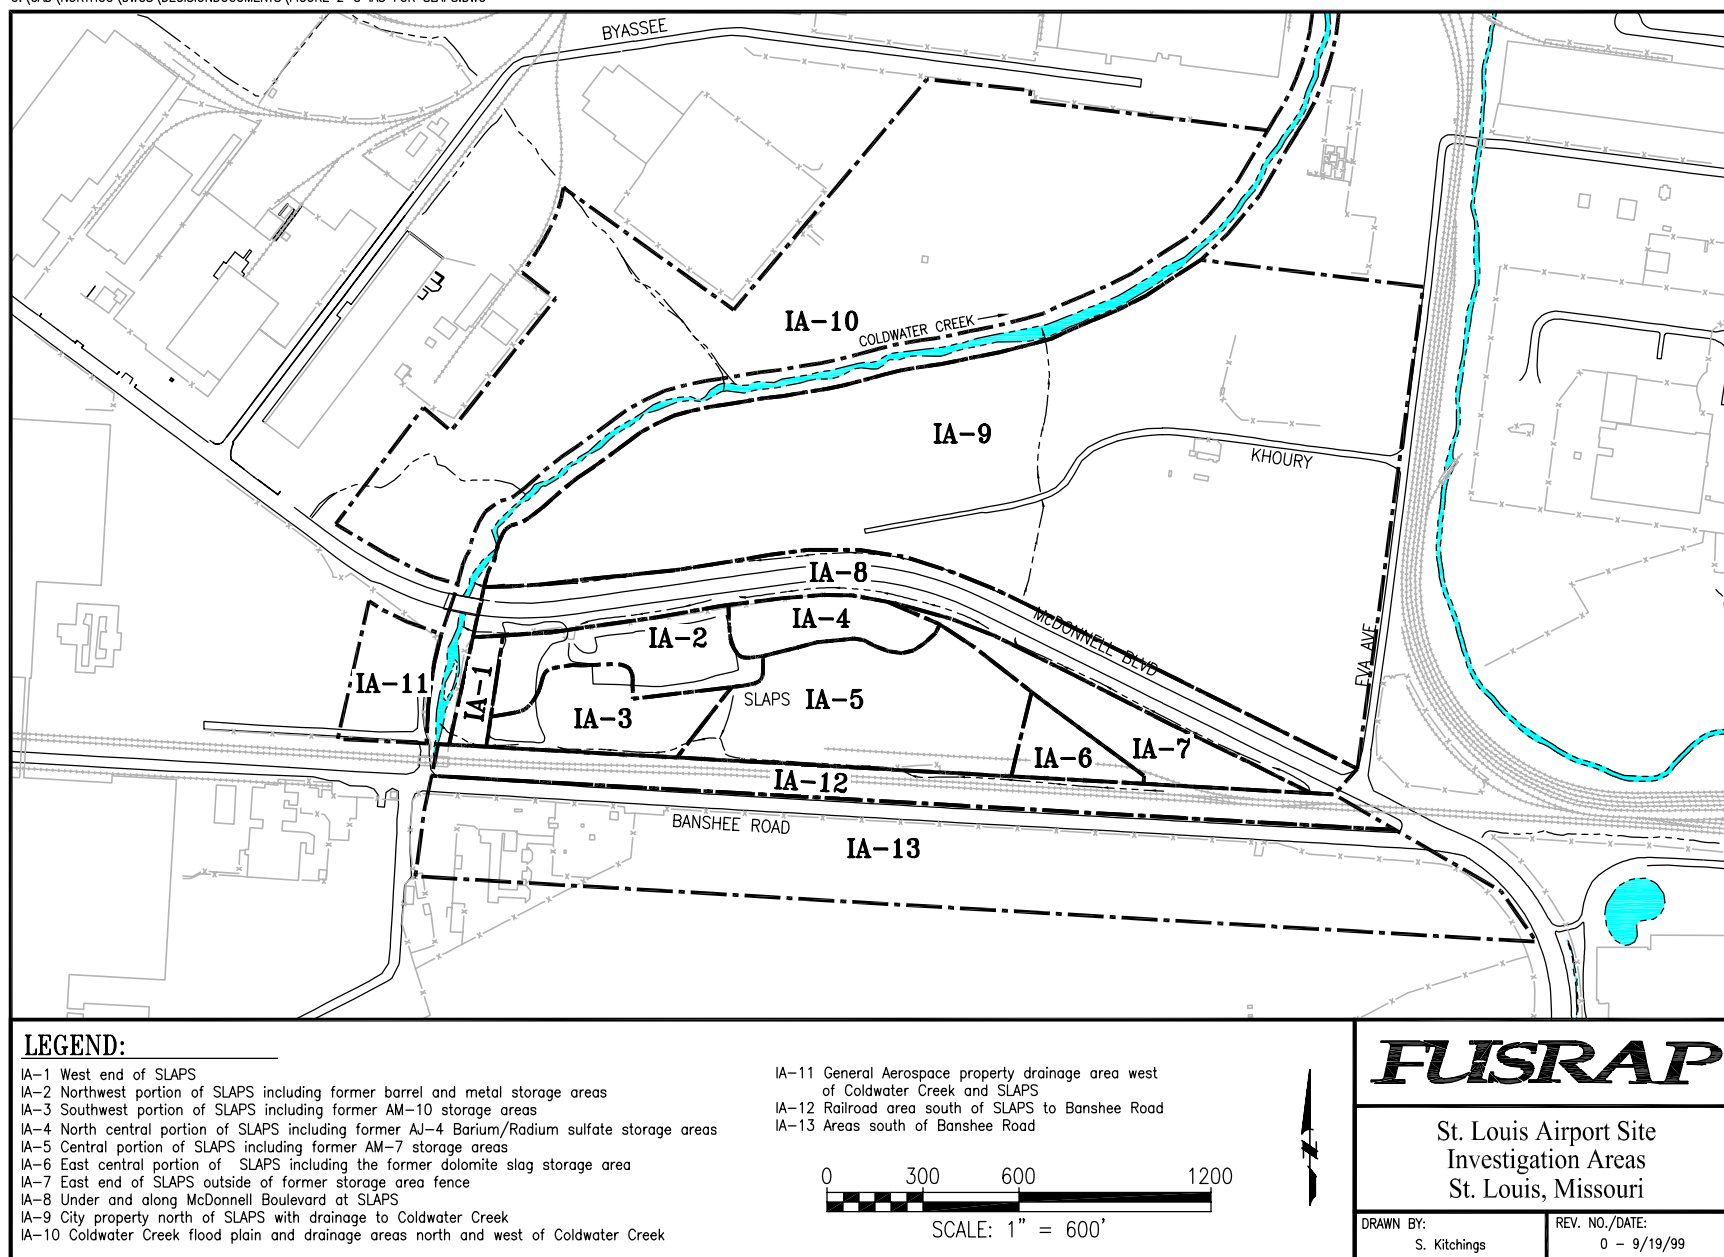 BYASSEE
IA-10
COLDWATER CREEK
IA-9
KHOURY
IA-8
McDONNELL BLVD
EVA AVE
IA-4
IA-2
IA-1
IA-11
IA-3
SLAPS
IA-5
IA-6
IA-7
IA-12
BANSHEE ROAD
IA-13
LEGEND:
IA-1 West end of SLAPS
IA-2 Northwest portion of SLAPS including former barrel and metal storage areas
IA-3 Southwest portion of SLAPS including former AM-10 storage areas
IA-4 North central portion of SLAPS including former AJ-4 Barium/Radium sulfate storage areas
IA-5 Central portion of SLAPS including former AM-7 storage areas
IA-6 East central portion of SLAPS including the former dolomite slag storage area
IA-7 East end of SLAPS outside of former storage area fence
IA-8 Under and along McDonnell Boulevard at SLAPS
IA-9 City property north of SLAPS with drainage to Coldwater Creek
IA-10 Coldwater Creek flood plain and drainage areas north and west of Coldwater Creek
IA-11 General Aerospace property drainage area west
of Coldwater Creek and SLAPS
IA-12 Railroad area south of SLAPS to Banshee Road
IA-13 Areas south of Banshee Road
0 300 600 1200
SCALE: 1" = 600'
N
FUSRAP
St. Louis Airport Site
Investigation Areas
St. Louis, Missouri
DRAWN BY:
S. Kitchings
REV. NO./DATE:
0 - 9/19/99